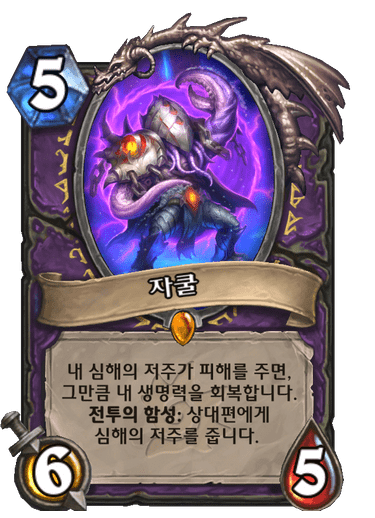 5
자쿨
내 심해의 저주가 피해를 주면,
그만큼 내 생명력을 회복합니다.
전투의 함성: 상대편에게
심해의 저주를 줍니다.
6
5